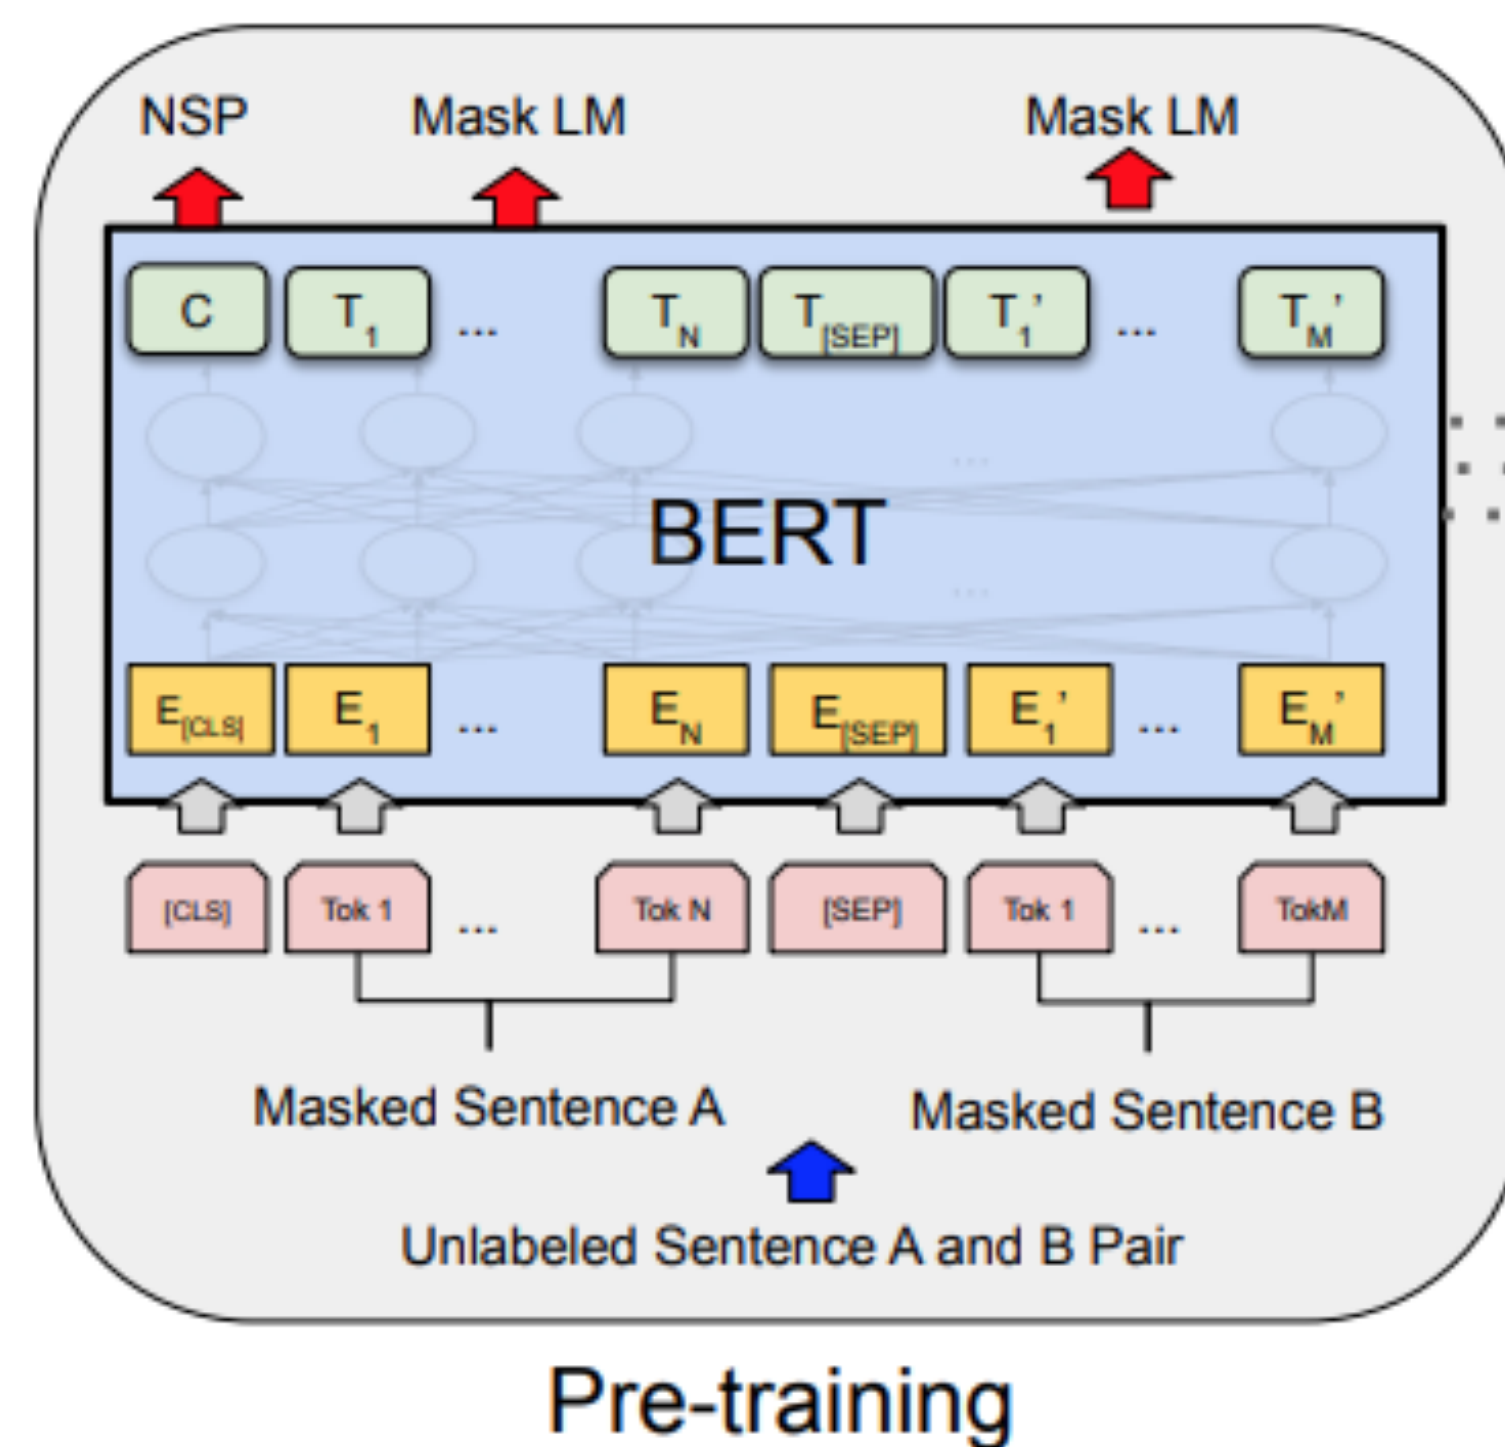 NSP Mask LM Mask LM
C T1 ... TN T[SEP] T1’ ... TM’
BERT
E[CLS] E1 ... EN E[SEP] E1’ ... EM’
[CLS] Tok 1 ... Tok N [SEP] Tok 1 ... TokM
Masked Sentence A Masked Sentence B
Unlabeled Sentence A and B Pair
Pre-training